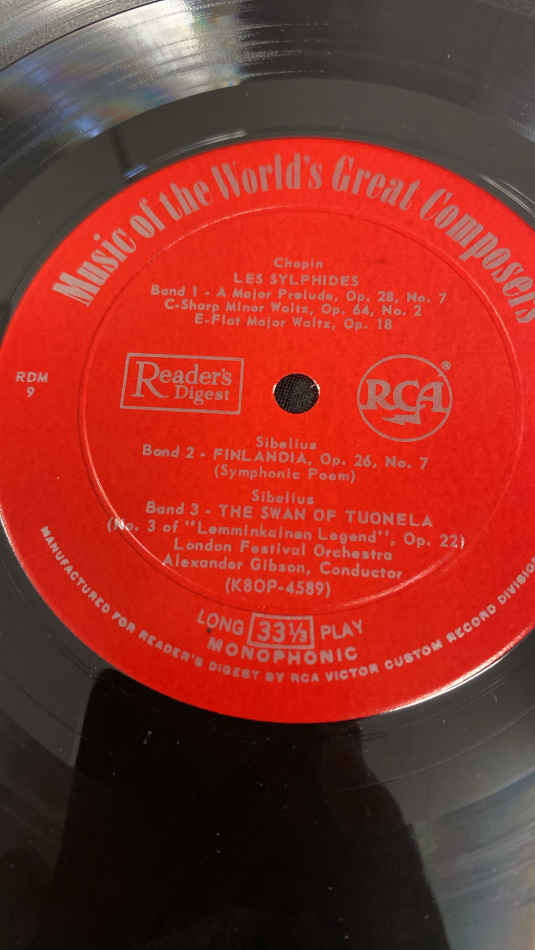 Music of the World's Great Composers
Chopin
LES SYLPHIDES
Band 1 - A Major Prelude, Op. 28, No. 7
C-Sharp Minor Waltz, Op. 64, No. 2
E-Flat Major Waltz, Op. 18
RDM
9
Reader's
Digest
RCA
®
Sibelius
Band 2 - FINLANDIA, Op. 26, No. 7
(Symphonic Poem)
Sibelius
Band 3 - THE SWAN OF TUONELA
(No. 3 of "Lemminkainen Legend", Op. 22)
London Festival Orchestra
Alexander Gibson, Conductor
(K8OP-4589)
LONG 33⅓ PLAY
MONOPHONIC
MANUFACTURED FOR READER'S DIGEST BY RCA VICTOR CUSTOM RECORD DIVISION